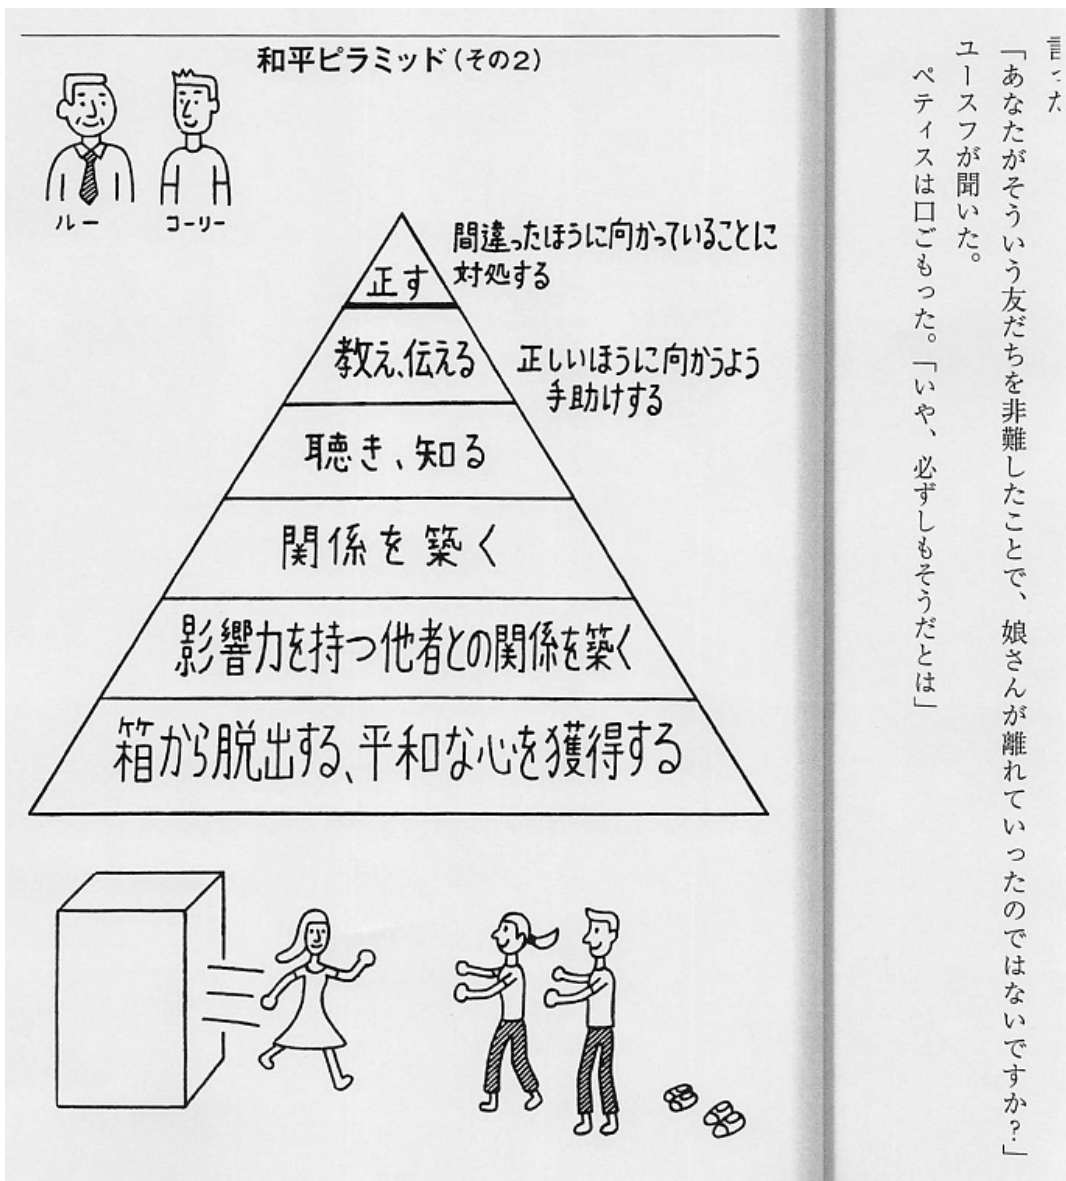 言った
「あなたがそういう友だちを非難したことで、娘さんが離れていったのではないですか?」
ユースフが聞いた。
ペティスは口ごもった。「いや、必ずしもそうだとは」
和平ピラミッド(その2)
ルー
コーリー
正す
間違ったほうに向かっていることに
対処する
教え、伝える
正しいほうに向かうよう
手助けする
聴き、知る
関係を築く
影響力を持つ他者との関係を築く
箱から脱出する、平和な心を獲得する